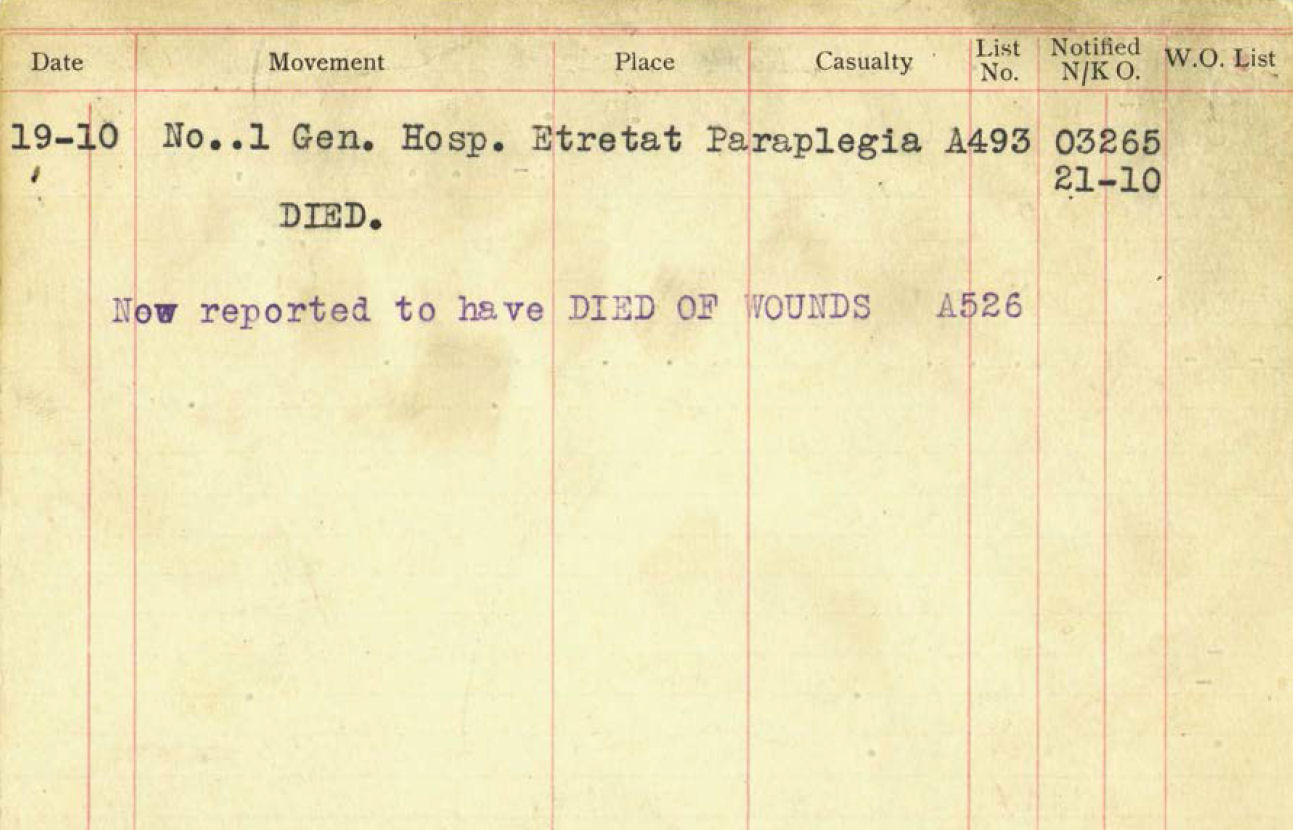 Date Movement Place Casualty List No. Notified N/K O. W.O. List
19-10 No..1 Gen. Hosp. Etretat Paraplegia A493 03265
21-10
DIED.
Now reported to have DIED OF WOUNDS A526